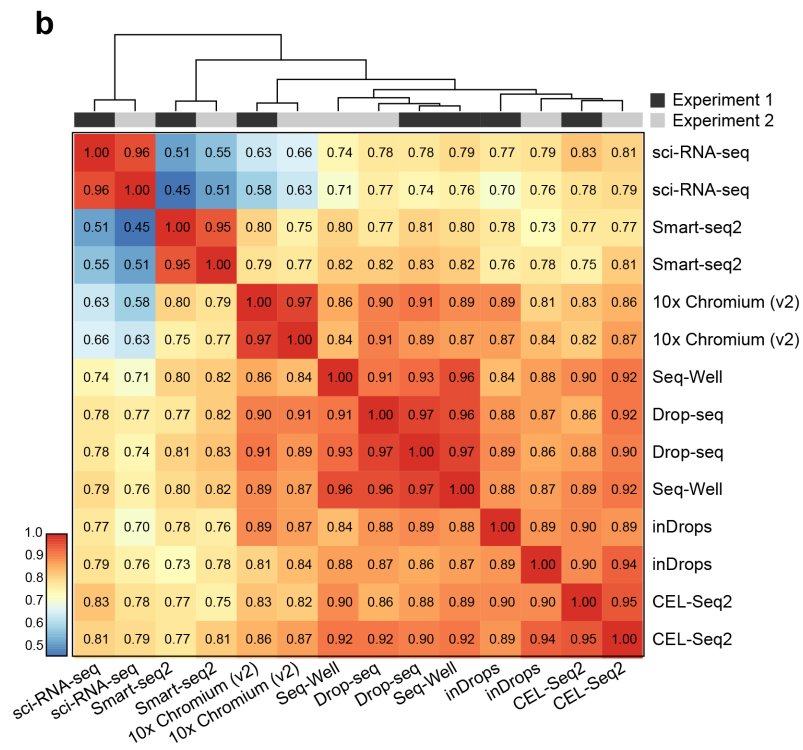 b
Experiment 1
Experiment 2
1.00 0.96 0.51 0.55 0.63 0.66 0.74 0.78 0.78 0.79 0.77 0.79 0.83 0.81 sci-RNA-seq
0.96 1.00 0.45 0.51 0.58 0.63 0.71 0.77 0.74 0.76 0.70 0.76 0.78 0.79 sci-RNA-seq
0.51 0.45 1.00 0.95 0.80 0.75 0.80 0.77 0.81 0.80 0.78 0.73 0.77 0.77 Smart-seq2
0.55 0.51 0.95 1.00 0.79 0.77 0.82 0.82 0.83 0.82 0.76 0.78 0.75 0.81 Smart-seq2
0.63 0.58 0.80 0.79 1.00 0.97 0.86 0.90 0.91 0.89 0.89 0.81 0.83 0.86 10x Chromium (v2)
0.66 0.63 0.75 0.77 0.97 1.00 0.84 0.91 0.89 0.87 0.87 0.84 0.82 0.87 10x Chromium (v2)
0.74 0.71 0.80 0.82 0.86 0.84 1.00 0.91 0.93 0.96 0.84 0.88 0.90 0.92 Seq-Well
0.78 0.77 0.77 0.82 0.90 0.91 0.91 1.00 0.97 0.96 0.88 0.87 0.86 0.92 Drop-seq
0.78 0.74 0.81 0.83 0.91 0.89 0.93 0.97 1.00 0.97 0.89 0.86 0.88 0.90 Drop-seq
0.79 0.76 0.80 0.82 0.89 0.87 0.96 0.96 0.97 1.00 0.88 0.87 0.89 0.92 Seq-Well
0.77 0.70 0.78 0.76 0.89 0.87 0.84 0.88 0.89 0.88 1.00 0.89 0.90 0.89 inDrops
0.79 0.76 0.73 0.78 0.81 0.84 0.88 0.87 0.86 0.87 0.89 1.00 0.90 0.94 inDrops
0.83 0.78 0.77 0.75 0.83 0.82 0.90 0.86 0.88 0.89 0.90 0.90 1.00 0.95 CEL-Seq2
0.81 0.79 0.77 0.81 0.86 0.87 0.92 0.92 0.90 0.92 0.89 0.94 0.95 1.00 CEL-Seq2
1.0
0.9
0.8
0.7
0.6
0.5
sci-RNA-seq
sci-RNA-seq
Smart-seq2
Smart-seq2
10x Chromium (v2)
10x Chromium (v2)
Seq-Well
Drop-seq
Drop-seq
Seq-Well
inDrops
inDrops
CEL-Seq2
CEL-Seq2